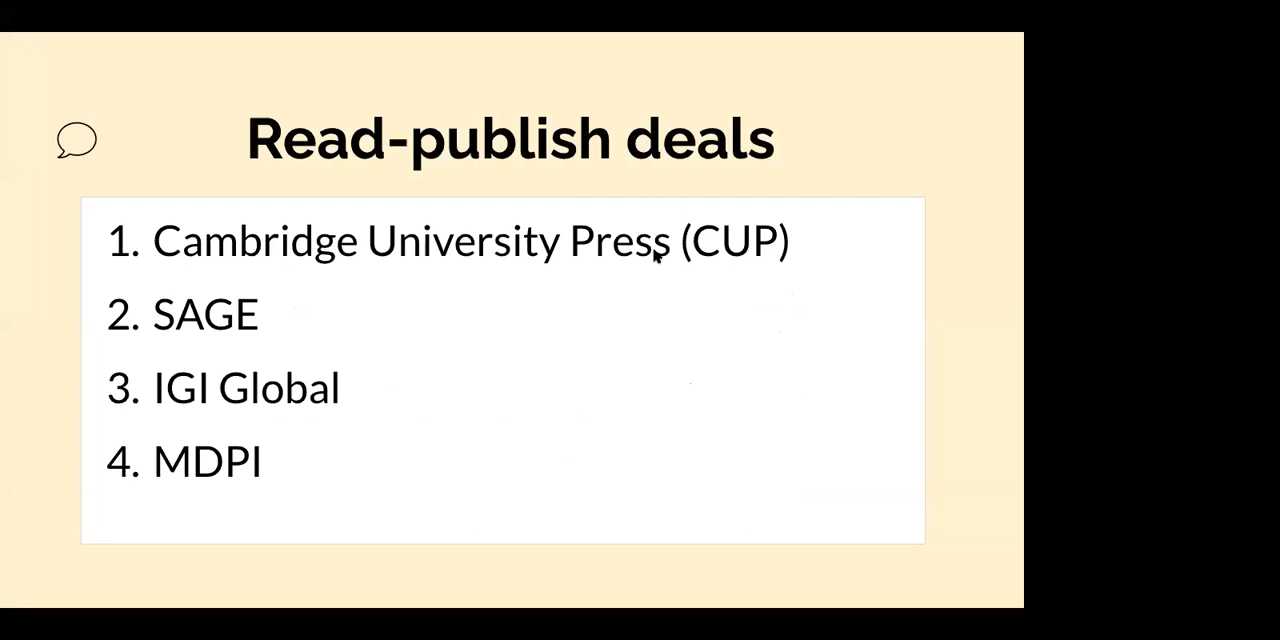 Read-publish deals
1. Cambridge University Press (CUP)
2. SAGE
3. IGI Global
4. MDPI